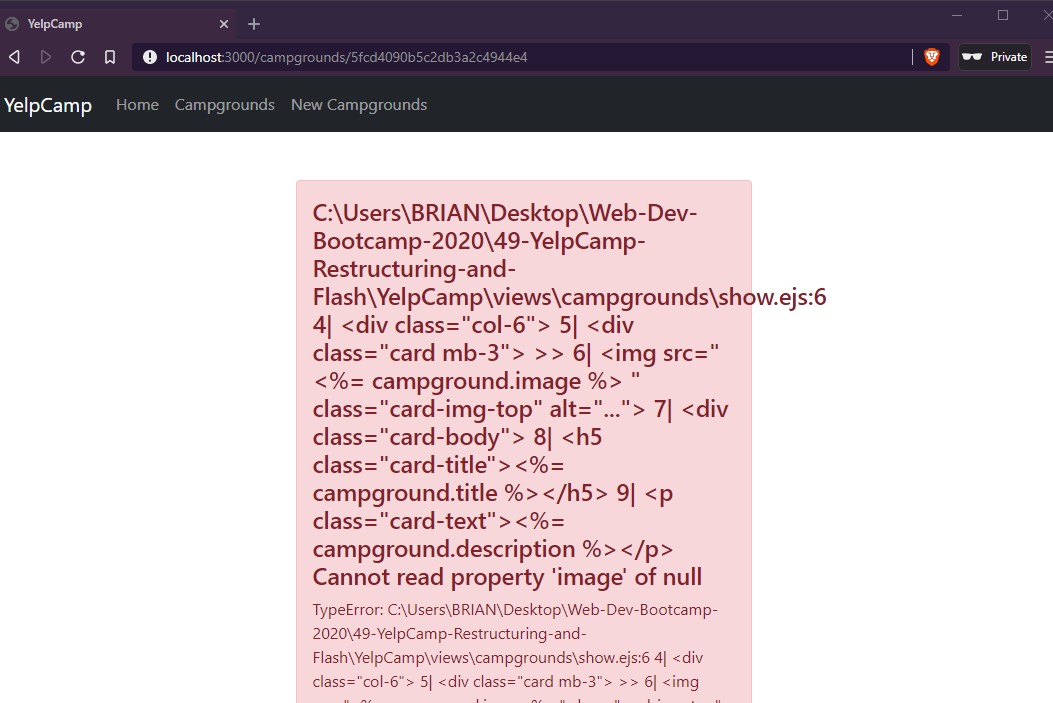 YelpCamp
localhost:3000/campgrounds/5fcd4090b5c2db3a2c4944e4
Private
YelpCamp Home Campgrounds New Campgrounds
C:\Users\BRIAN\Desktop\Web-Dev-
Bootcamp-2020\49-YelpCamp-
Restructuring-and-
Flash\YelpCamp\views\campgrounds\show.ejs:6
4| <div class="col-6"> 5| <div
class="card mb-3"> >> 6| <img src="
<%= campground.image %> "
class="card-img-top" alt="..."> 7| <div
class="card-body"> 8| <h5
class="card-title"><%=
campground.title %></h5> 9| <p
class="card-text"><%=
campground.description %></p>
Cannot read property 'image' of null
TypeError: C:\Users\BRIAN\Desktop\Web-Dev-Bootcamp-
2020\49-YelpCamp-Restructuring-and-
Flash\YelpCamp\views\campgrounds\show.ejs:6 4| <div
class="col-6"> 5| <div class="card mb-3"> >> 6| <img